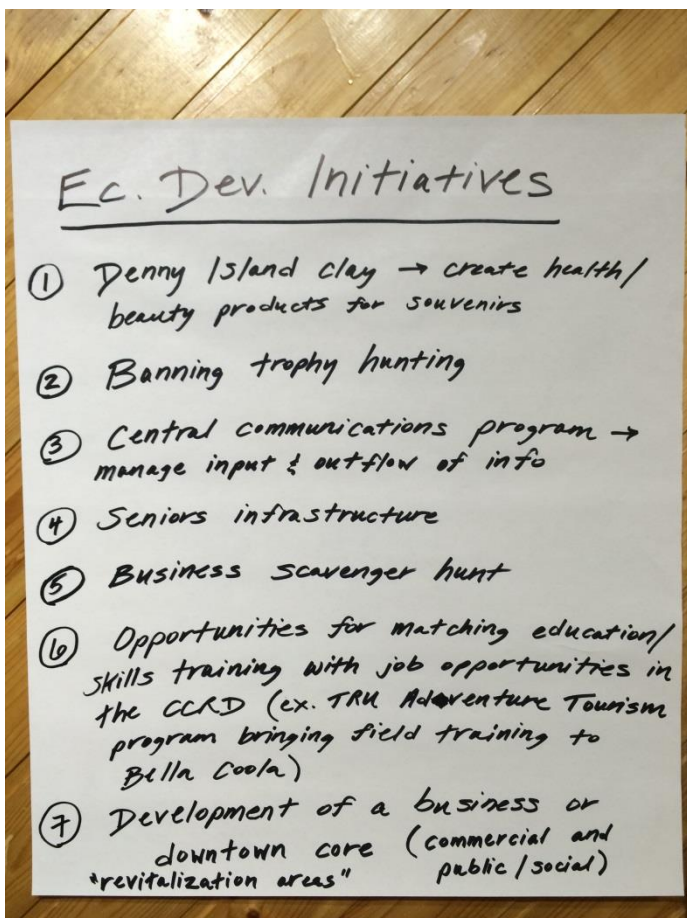 Ec. Dev. Initiatives
① Denny Island clay → create health/
beauty products for souvenirs
② Banning trophy hunting
③ Central communications program →
manage input & outflow of info
④ Seniors infrastructure
⑤ Business scavenger hunt
⑥ Opportunities for matching education/
skills training with job opportunities in
the CCRD (ex. TRU Adventure Tourism
program bringing field training to
Bella Coola)
⑦ Development of a business or
downtown core (commercial and
"revitalization areas" public/social)